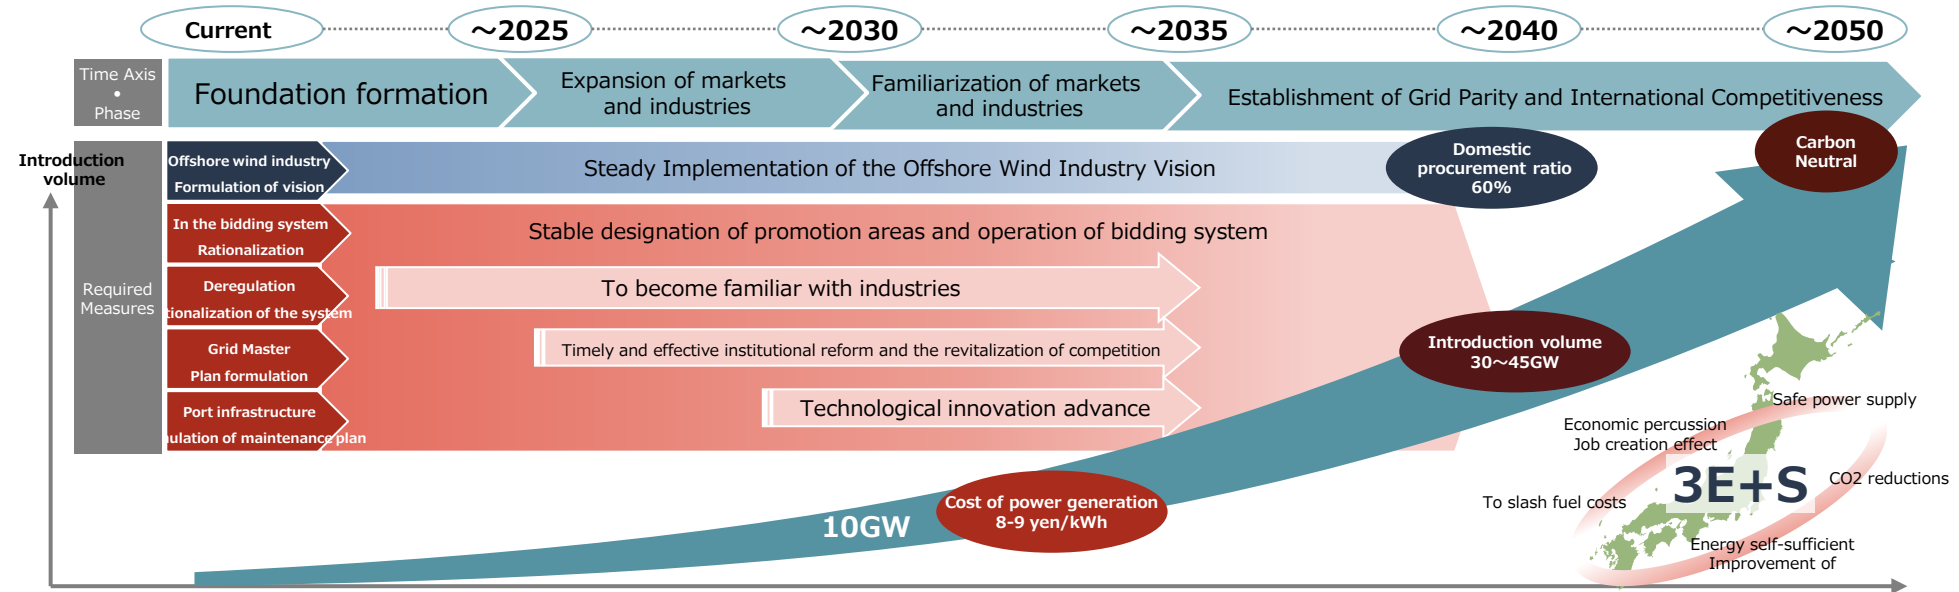 Current
～2025
～2030
～2035
～2040
～2050
Time Axis
•
Phase
Foundation formation
Expansion of markets
and industries
Familiarization of markets
and industries
Establishment of Grid Parity and International Competitiveness
Introduction
volume
Required
Measures
Offshore wind industry
Formulation of vision
Steady Implementation of the Offshore Wind Industry Vision
Domestic
procurement ratio
60%
Carbon
Neutral
In the bidding system
Rationalization
Stable designation of promotion areas and operation of bidding system
Deregulation
tionalization of the system
To become familiar with industries
Grid Master
Plan formulation
Timely and effective institutional reform and the revitalization of competition
Introduction volume
30～45GW
Port infrastructure
ulation of maintenance plan
Technological innovation advance
Cost of power generation
8-9 yen/kWh
10GW
Safe power supply
Economic percussion
Job creation effect
3E+S
CO2 reductions
To slash fuel costs
Energy self-sufficient
Improvement of